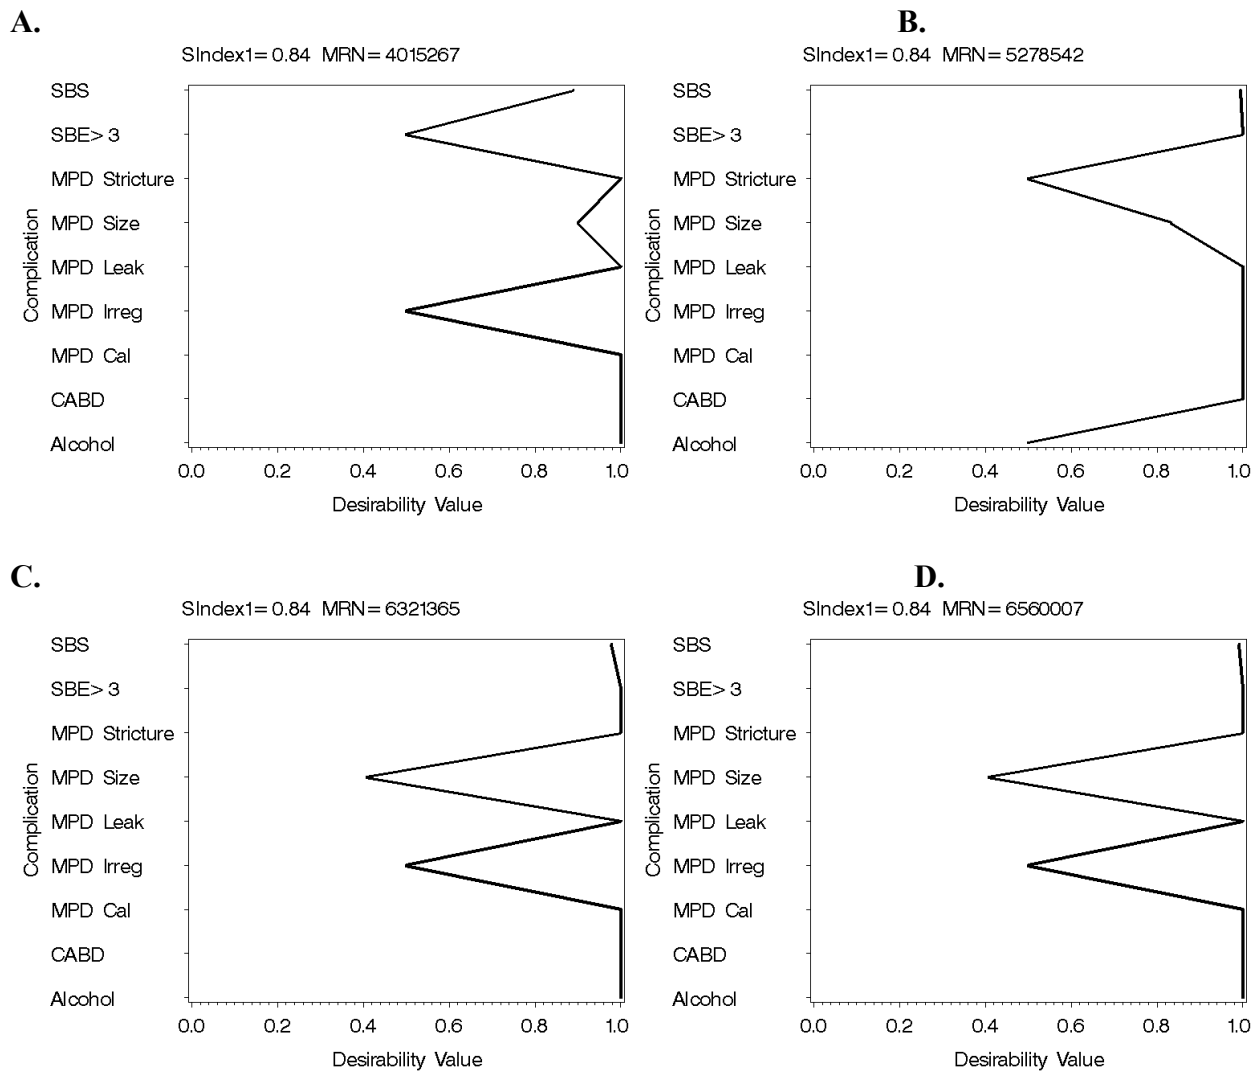 A.
SIndex1= 0.84 MRN= 4015267
SBS
SBE> 3
MPD Stricture
MPD Size
MPD Leak
MPD Irreg
MPD Cal
CABD
Alcohol
Complication
0.0 0.2 0.4 0.6 0.8 1.0
Desirability Value
B.
SIndex1= 0.84 MRN= 5278542
SBS
SBE> 3
MPD Stricture
MPD Size
MPD Leak
MPD Irreg
MPD Cal
CABD
Alcohol
Complication
0.0 0.2 0.4 0.6 0.8 1.0
Desirability Value
C.
SIndex1= 0.84 MRN= 6321365
SBS
SBE> 3
MPD Stricture
MPD Size
MPD Leak
MPD Irreg
MPD Cal
CABD
Alcohol
Complication
0.0 0.2 0.4 0.6 0.8 1.0
Desirability Value
D.
SIndex1= 0.84 MRN= 6560007
SBS
SBE> 3
MPD Stricture
MPD Size
MPD Leak
MPD Irreg
MPD Cal
CABD
Alcohol
Complication
0.0 0.2 0.4 0.6 0.8 1.0
Desirability Value